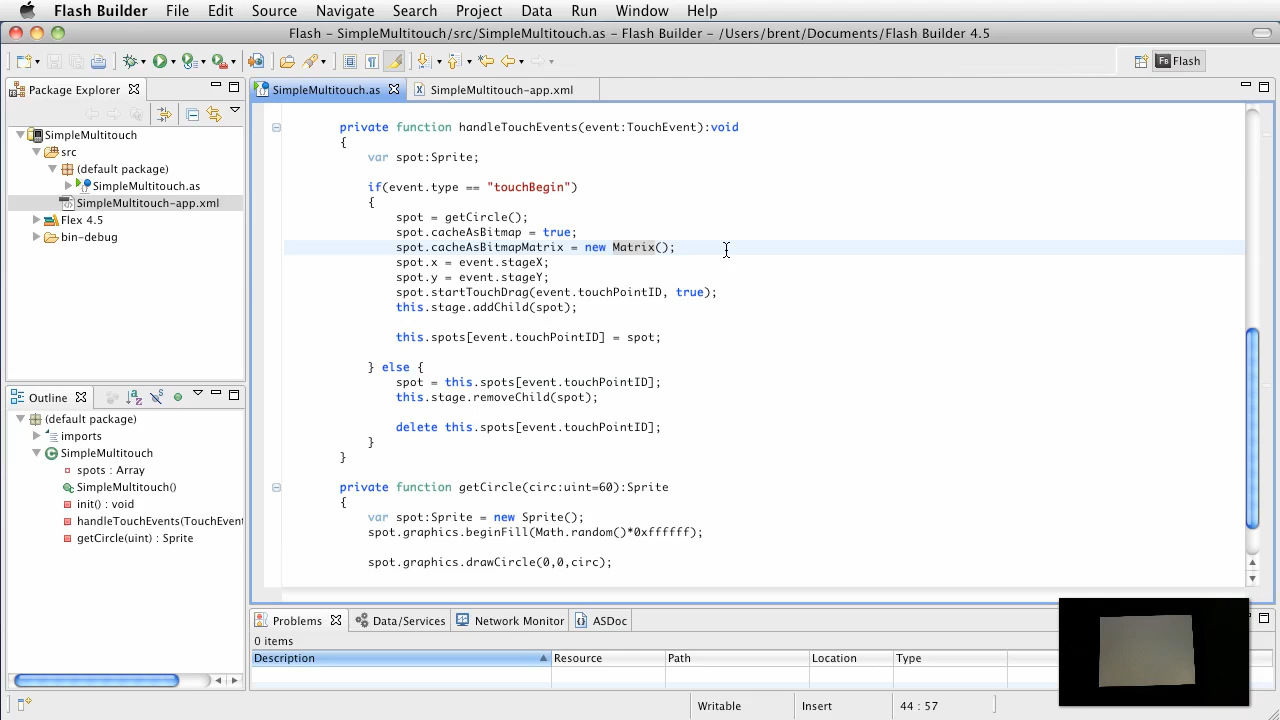 Flash Builder File Edit Source Navigate Search Project Data Run Window Help
Flash – SimpleMultitouch/src/SimpleMultitouch.as – Flash Builder – /Users/brent/Documents/Flash Builder 4.5
Fb Flash
Package Explorer
SimpleMultitouch
src
(default package)
SimpleMultitouch.as
SimpleMultitouch-app.xml
Flex 4.5
bin-debug
Outline
(default package)
imports
SimpleMultitouch
spots : Array
SimpleMultitouch()
init() : void
handleTouchEvents(TouchEven
getCircle(uint) : Sprite
SimpleMultitouch.as SimpleMultitouch-app.xml
private function handleTouchEvents(event:TouchEvent):void
{
var spot:Sprite;
if(event.type == "touchBegin")
{
spot = getCircle();
spot.cacheAsBitmap = true;
spot.cacheAsBitmapMatrix = new Matrix();
spot.x = event.stageX;
spot.y = event.stageY;
spot.startTouchDrag(event.touchPointID, true);
this.stage.addChild(spot);
this.spots[event.touchPointID] = spot;
} else {
spot = this.spots[event.touchPointID];
this.stage.removeChild(spot);
delete this.spots[event.touchPointID];
}
}
private function getCircle(circ:uint=60):Sprite
{
var spot:Sprite = new Sprite();
spot.graphics.beginFill(Math.random()*0xffffff);
spot.graphics.drawCircle(0,0,circ);
Problems Data/Services Network Monitor ASDoc
0 items
Description Resource Path Location Type
Writable Insert 44 : 57